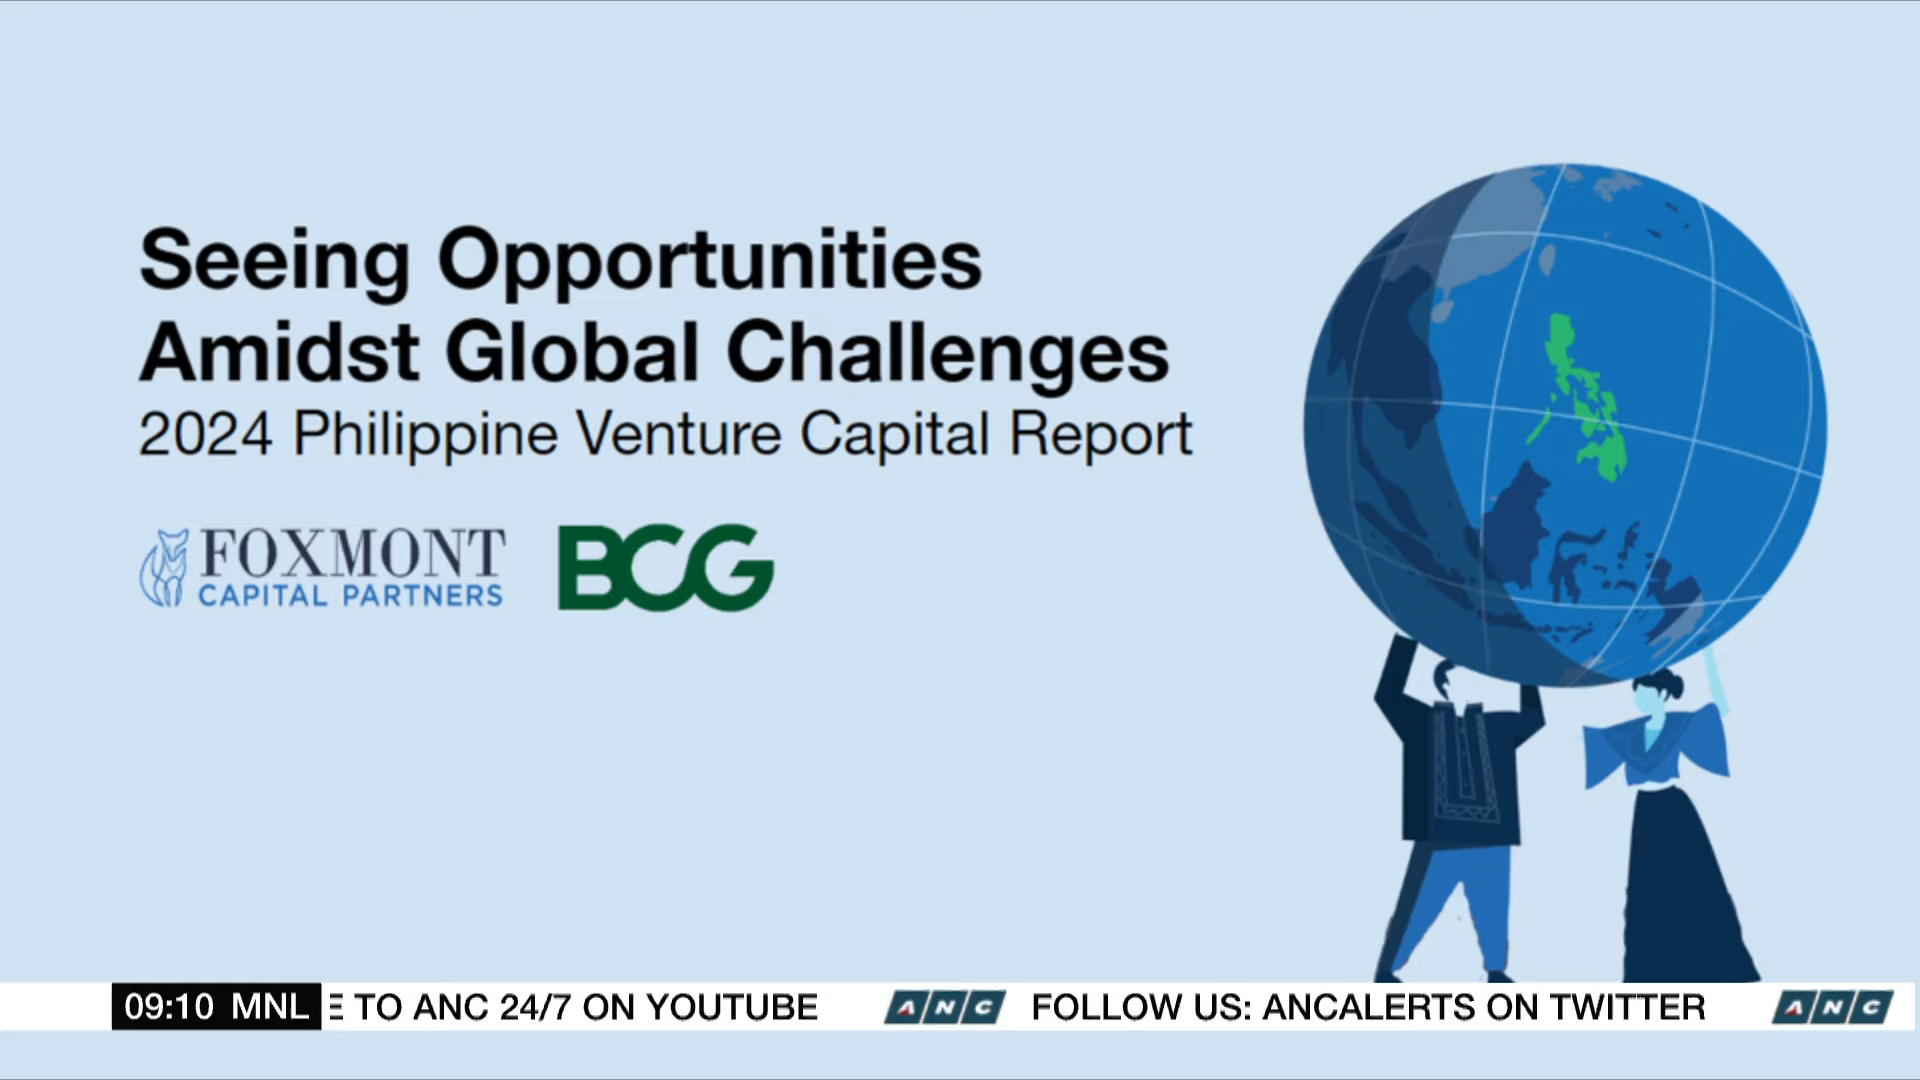 Seeing Opportunities
Amidst Global Challenges
2024 Philippine Venture Capital Report
FOXMONT
CAPITAL PARTNERS
BCG
09:10 MNL
TO ANC 24/7 ON YOUTUBE
ANC
FOLLOW US: ANCALERTS ON TWITTER
ANC